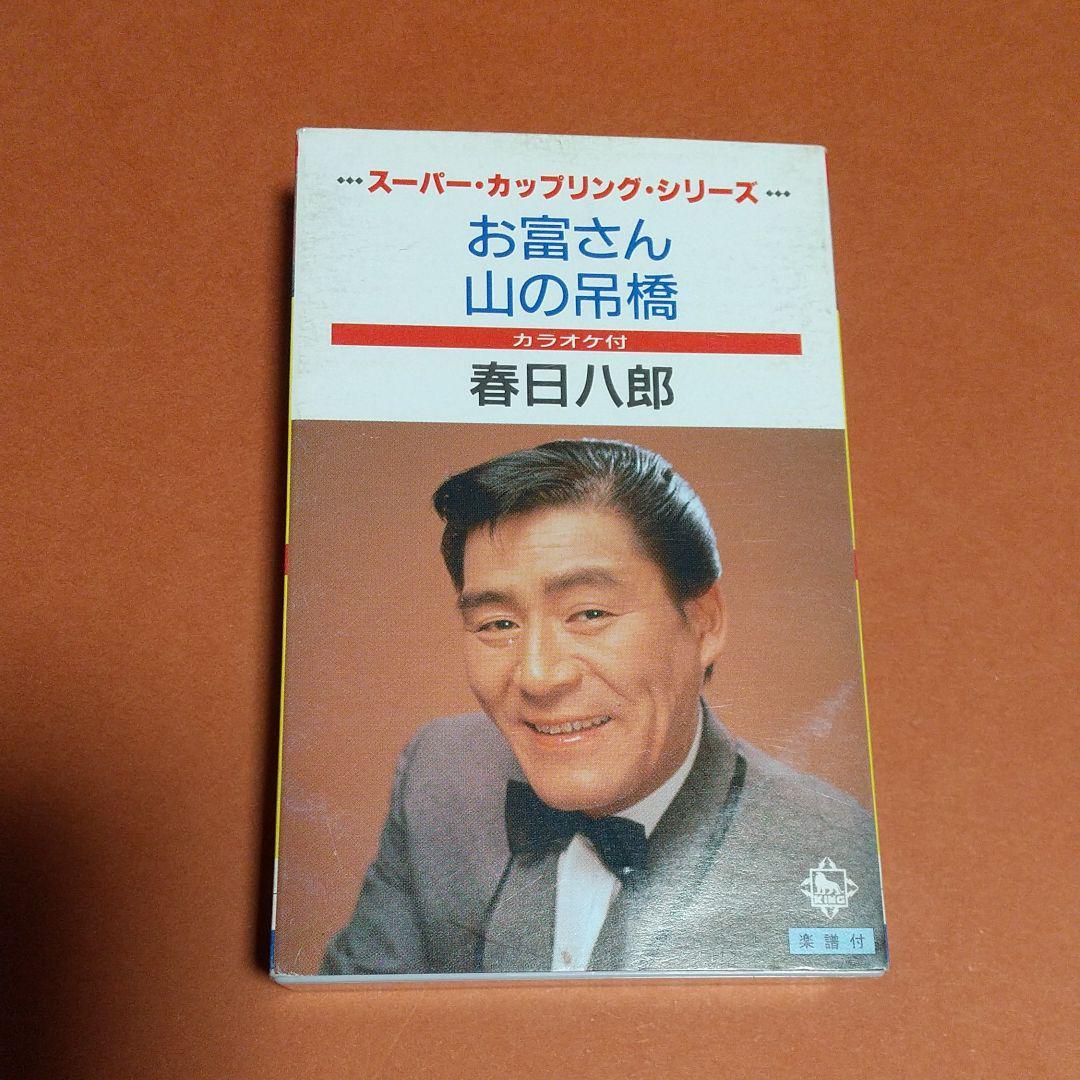 スーパー・カップリング・シリーズ
お富さん
山の吊橋
カラオケ付
春日八郎
KING
楽譜付